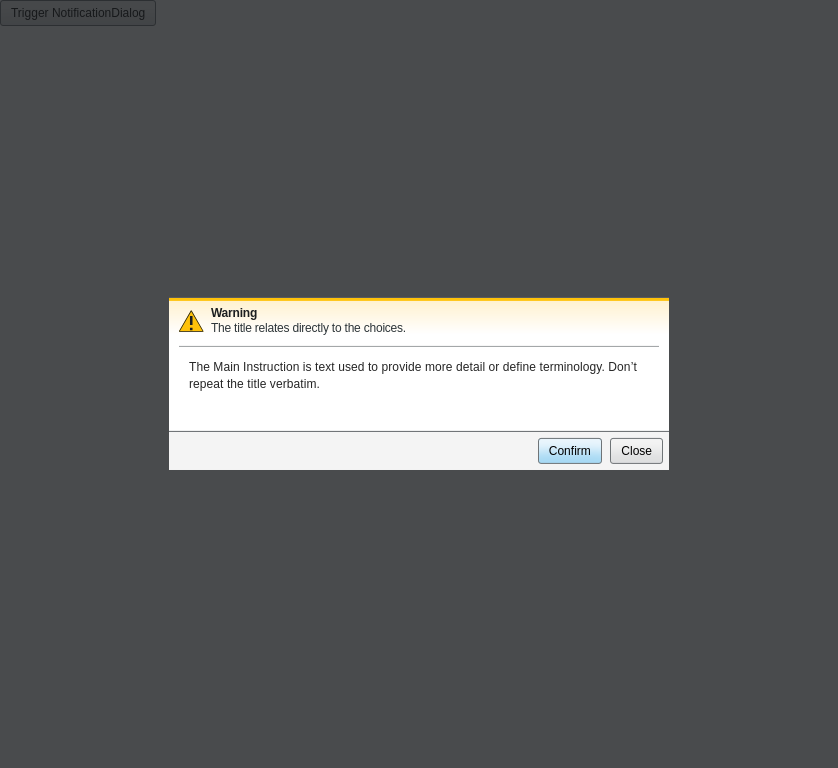 Trigger NotificationDialog
Warning
The title relates directly to the choices.
The Main Instruction is text used to provide more detail or define terminology. Don’t
repeat the title verbatim.
Confirm
Close